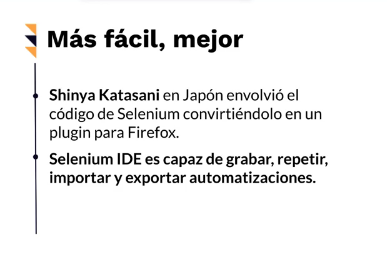 Más fácil, mejor
Shinya Katasani en Japón envolvió el
código de Selenium convirtiéndolo en un
plugin para Firefox.
Selenium IDE es capaz de grabar, repetir,
importar y exportar automatizaciones.